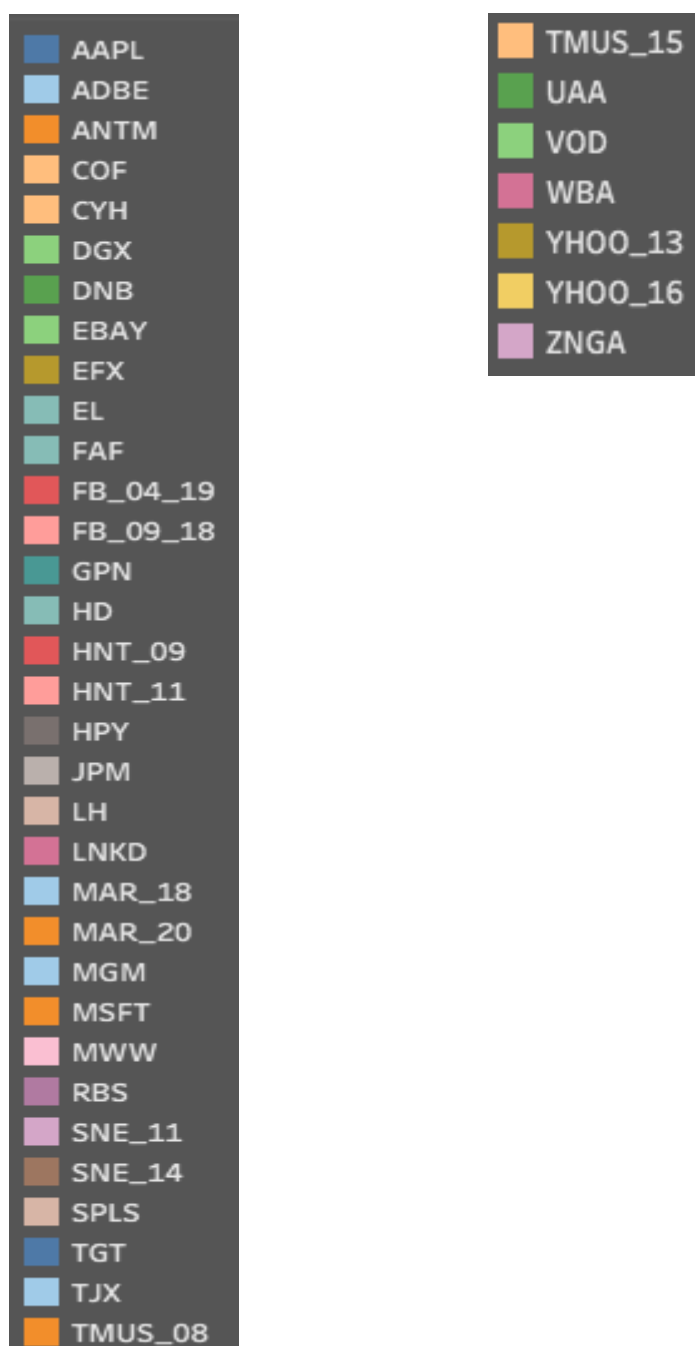 AAPL
ADBE
ANTM
COF
CYH
DGX
DNB
EBAY
EFX
EL
FAF
FB_04_19
FB_09_18
GPN
HD
HNT_09
HNT_11
HPY
JPM
LH
LNKD
MAR_18
MAR_20
MGM
MSFT
MWW
RBS
SNE_11
SNE_14
SPLS
TGT
TJX
TMUS_08
TMUS_15
UAA
VOD
WBA
YHOO_13
YHOO_16
ZNGA